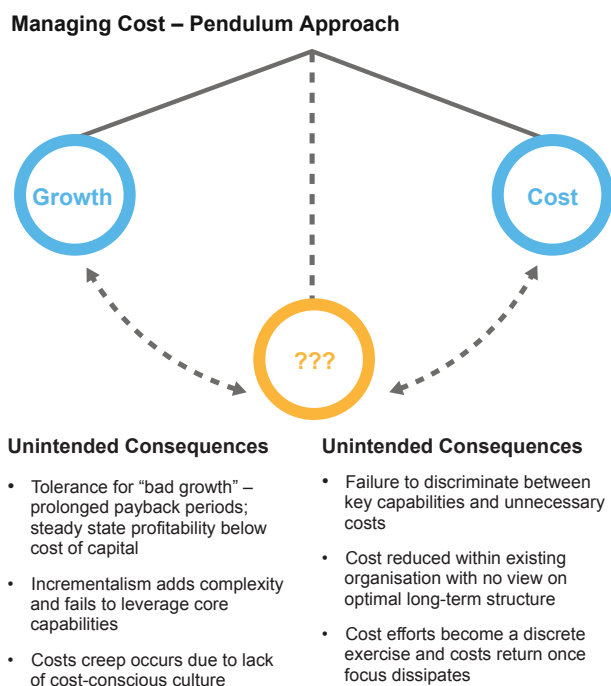 Managing Cost – Pendulum Approach
Growth
Cost
???
Unintended Consequences
• Tolerance for “bad growth” –
prolonged payback periods;
steady state profitability below
cost of capital
• Incrementalism adds complexity
and fails to leverage core
capabilities
• Costs creep occurs due to lack
of cost-conscious culture
Unintended Consequences
• Failure to discriminate between
key capabilities and unnecessary
costs
• Cost reduced within existing
organisation with no view on
optimal long-term structure
• Cost efforts become a discrete
exercise and costs return once
focus dissipates